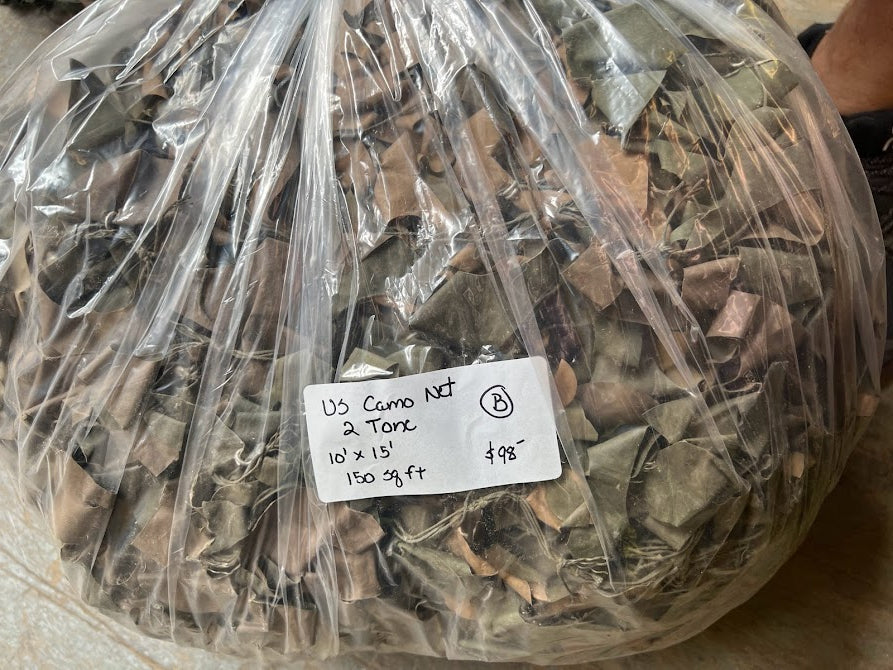 US Camo Net
2 Tone
10' x 15'
150 sq ft
B
$98-